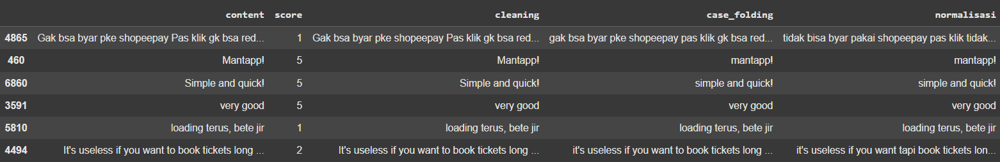 content score cleaning case_folding normalisasi
4865 Gak bsa byar pke shopeepay Pas klik gk bsa red... 1 Gak bsa byar pke shopeepay Pas klik gk bsa red... gak bsa byar pke shopeepay pas klik gk bsa red... tidak bisa byar pakai shopeepay pas klik tidak...
460 Mantapp! 5 Mantapp! mantapp! mantapp!
6860 Simple and quick! 5 Simple and quick! simple and quick! simple and quick!
3591 very good 5 very good very good very good
5810 loading terus, bete jir 1 loading terus, bete jir loading terus, bete jir loading terus, bete jir
4494 It's useless if you want to book tickets long ... 2 It's useless if you want to book tickets long ... it's useless if you want to book tickets long ... it's useless if you want tapi book tickets lon...